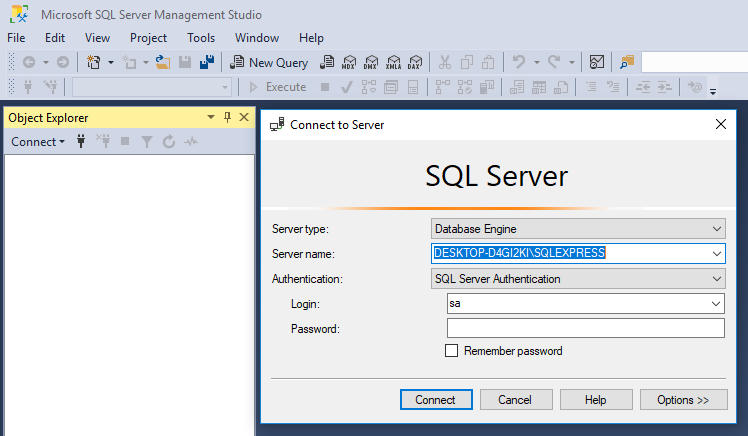 Microsoft SQL Server Management Studio
File Edit View Project Tools Window Help
New Query MDX DMX XMLA DAX
Execute
Object Explorer
Connect
Connect to Server
SQL Server
Server type: Database Engine
Server name: DESKTOP-D4GI2KI\SQLEXPRESS
Authentication: SQL Server Authentication
Login: sa
Password:
Remember password
Connect Cancel Help Options >>